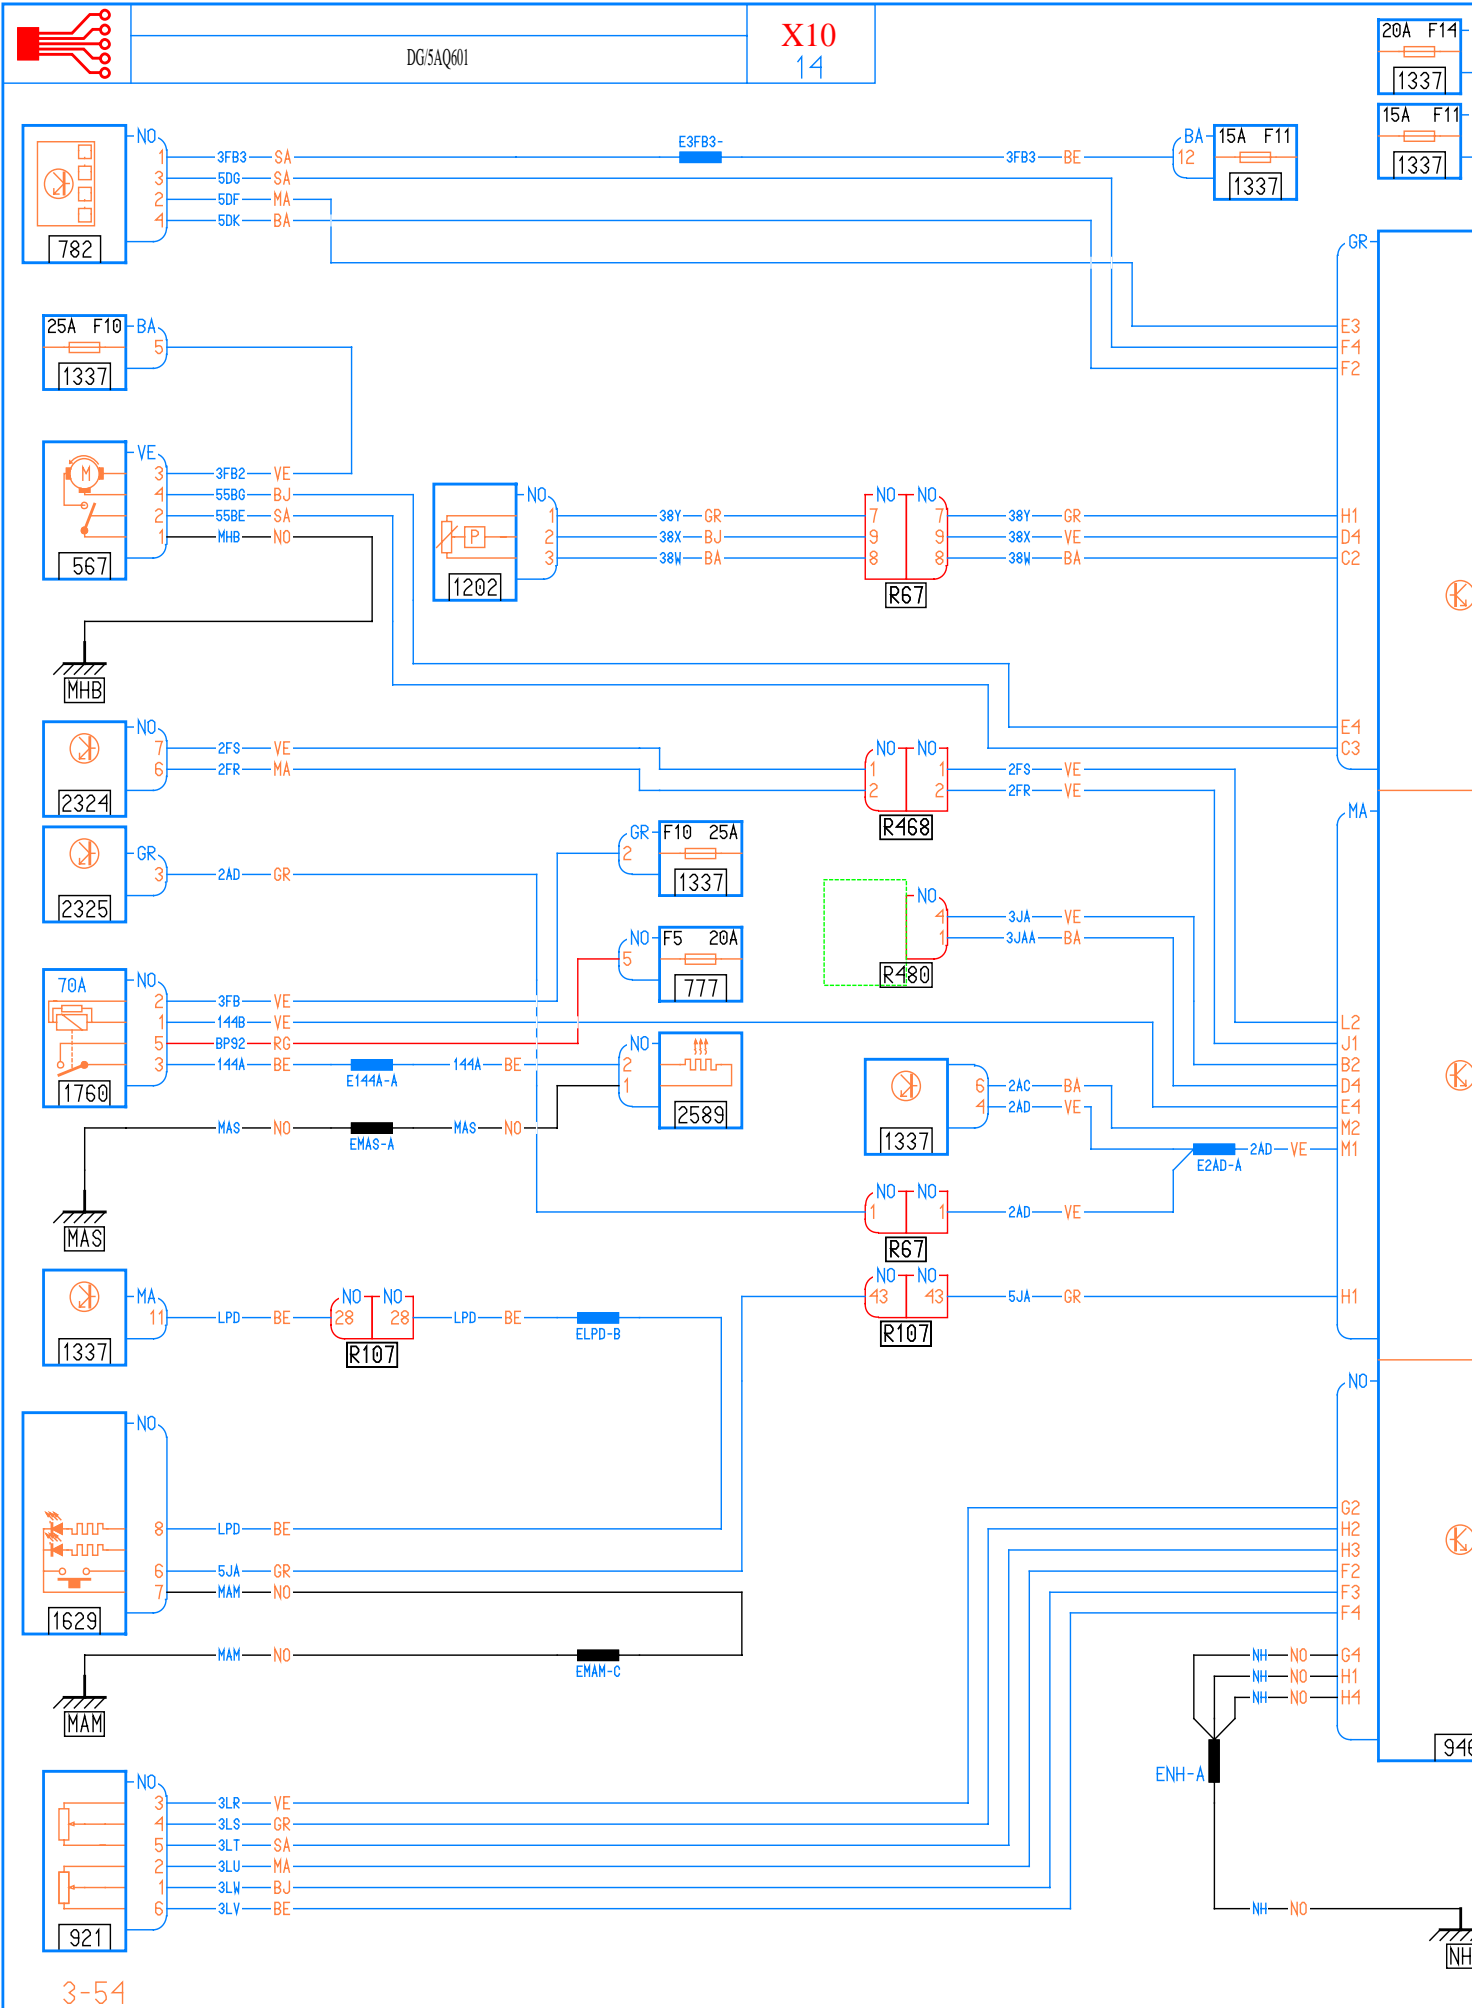 DG/5AQ601
X10
14
20A F14
1337
15A F11
1337
NO
1 3FB3 SA E3FB3- 3FB3 BE 12 BA 15A F11
3 5DG SA
2 5DF MA
4 5DK BA
782
1337
GR
E3
F4
F2
25A F10 BA
5
1337
VE
3 3FB2 VE
4 55BG BJ
2 55BE SA
1 MHB NO
567
MHB
NO
1 38Y GR 7 NO NO 7 38Y GR H1
2 38X BJ 9 9 38X VE D4
3 38W BA 8 8 38W BA C2
1202
R67
E4
C3
NO
7 2FS VE
6 2FR MA
2324
NO NO
1 1 2FS VE
2 2 2FR VE
R468
MA
GR
3 2AD GR
2325
GR F10 25A
2
1337
NO
4 3JA VE
1 3JAA BA
R480
NO F5 20A
5
777
70A NO
2 3FB VE
1 144B VE
5 BP92 RG
3 144A BE E144A-A 144A BE
1760
NO
2
1
2589
MAS NO EMAS-A MAS NO
MAS
L2
J1
B2
D4
E4
M2
M1
6 2AC BA
4 2AD VE
1337
E2AD-A 2AD VE
NO NO
1 1 2AD VE
R67
NO NO
43 43 5JA GR H1
R107
MA
11 LPD BE
1337
NO NO
28 28 LPD BE ELPD-B
R107
NO
NO
8 LPD BE
6 5JA GR
7 MAM NO
1629
MAM NO EMAM-C
MAM
G2
H2
H3
F2
F3
F4
NH NO G4
NH NO H1
NH NO H4
946
ENH-A
NO
3 3LR VE
4 3LS GR
5 3LT SA
2 3LU MA
1 3LW BJ
6 3LV BE
921
NH NO
NH
3-54